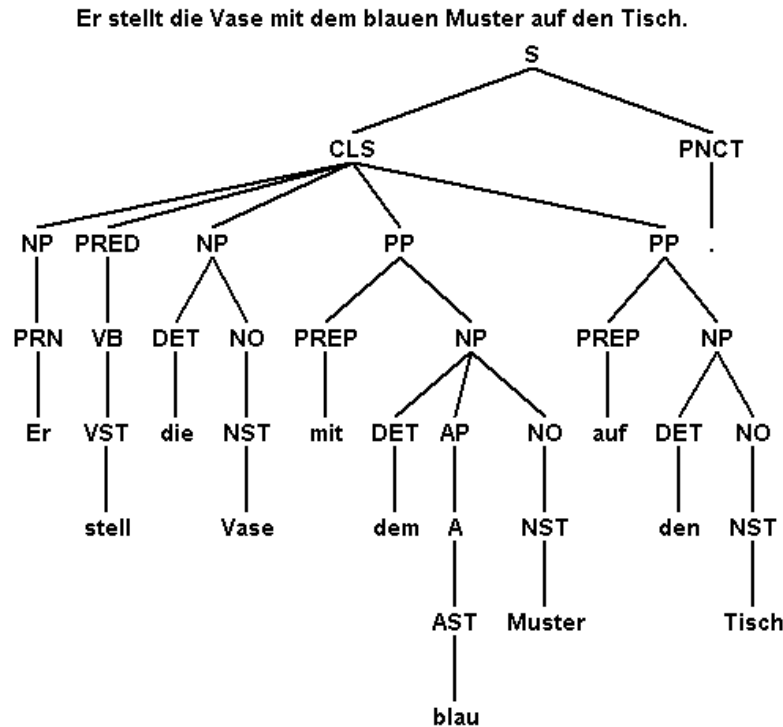 Er stellt die Vase mit dem blauen Muster auf den Tisch.
S
CLS PNCT
NP PRED NP PP PP .
PRN VB DET NO PREP NP PREP NP
Er VST die NST mit DET AP NO auf DET NO
stell Vase dem A NST den NST
AST Muster Tisch
blau